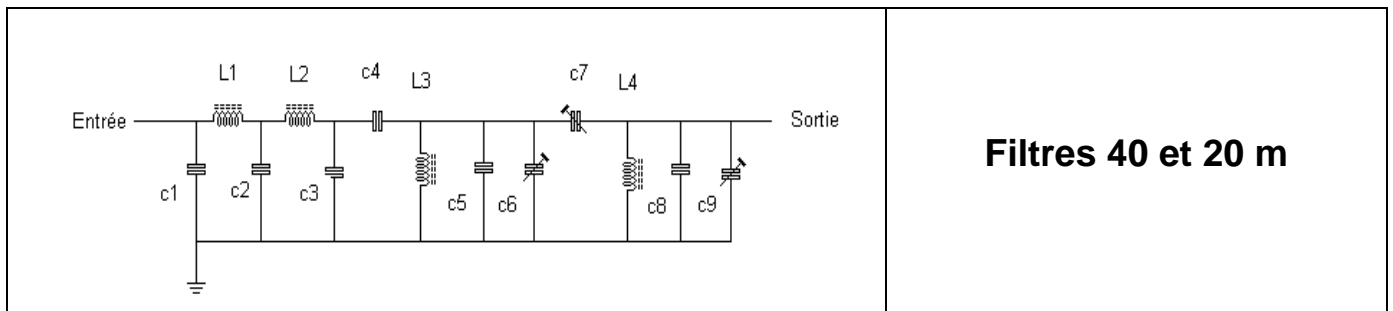 L1 L2 c4 L3 c7 L4
Entrée Sortie
c1 c2 c3 c5 c6 c8 c9
Filtres 40 et 20 m